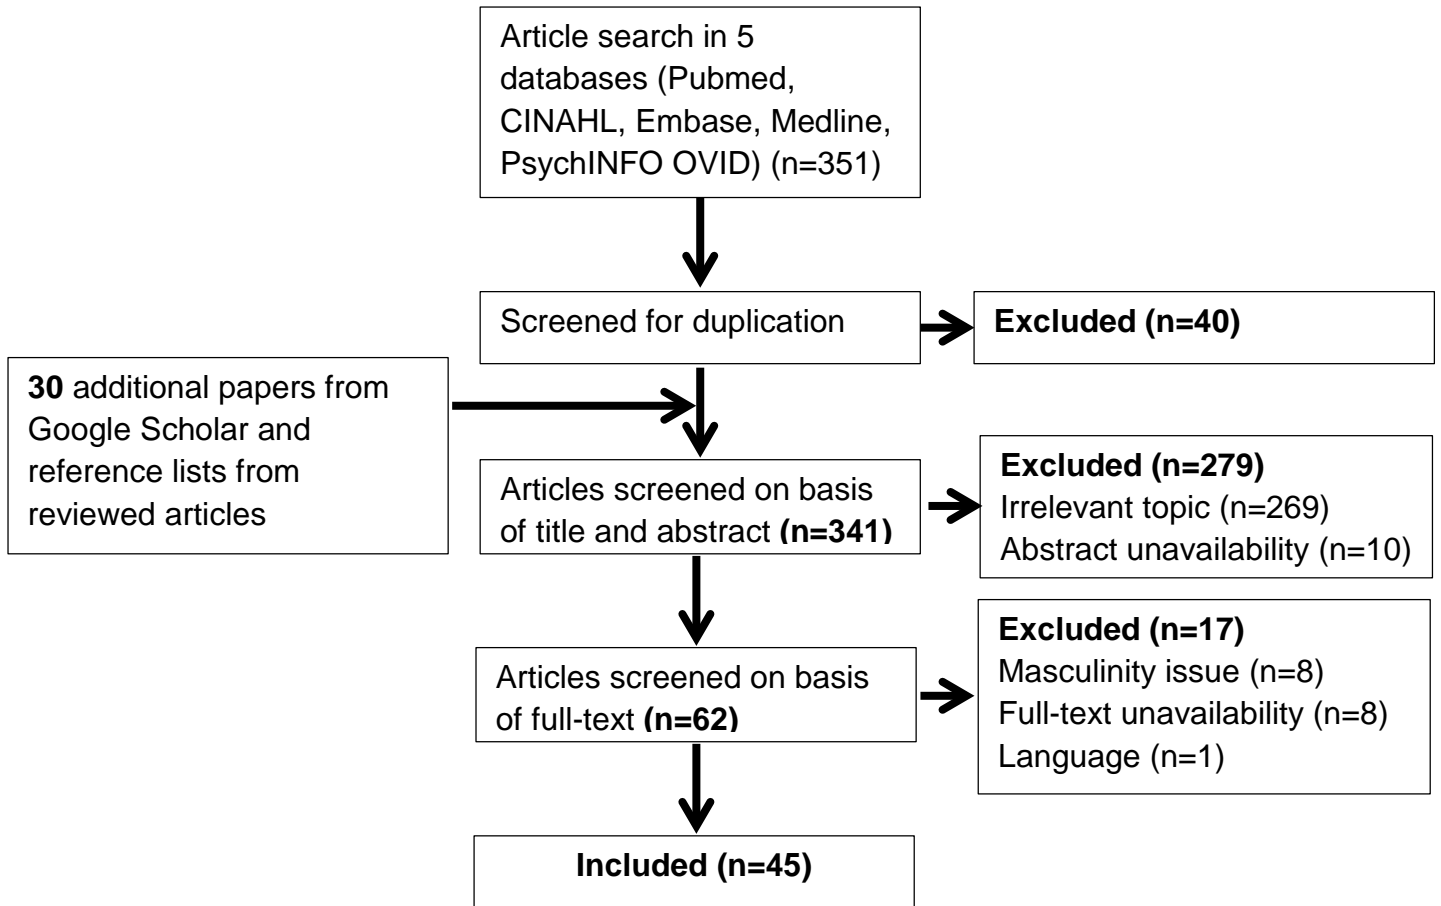 Article search in 5
databases (Pubmed,
CINAHL, Embase, Medline,
PsychINFO OVID) (n=351)
Screened for duplication
Excluded (n=40)
30 additional papers from
Google Scholar and
reference lists from
reviewed articles
Articles screened on basis
of title and abstract (n=341)
Excluded (n=279)
Irrelevant topic (n=269)
Abstract unavailability (n=10)
Articles screened on basis
of full-text (n=62)
Excluded (n=17)
Masculinity issue (n=8)
Full-text unavailability (n=8)
Language (n=1)
Included (n=45)